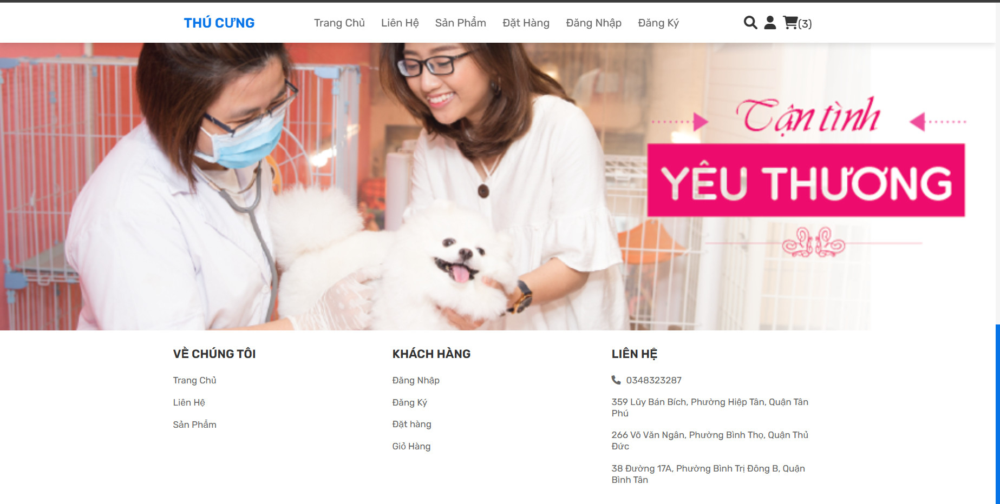 THÚ CƯNG
Trang Chủ Liên Hệ Sản Phẩm Đặt Hàng Đăng Nhập Đăng Ký
(3)
Tận tình
YÊU THƯƠNG
VỀ CHÚNG TÔI
Trang Chủ
Liên Hệ
Sản Phẩm
KHÁCH HÀNG
Đăng Nhập
Đăng Ký
Đặt hàng
Giỏ Hàng
LIÊN HỆ
0348323287
359 Lũy Bán Bích, Phường Hiệp Tân, Quận Tân
Phú
266 Võ Văn Ngân, Phường Bình Thọ, Quận Thủ
Đức
38 Đường 17A, Phường Bình Trị Đông B, Quận
Bình Tân